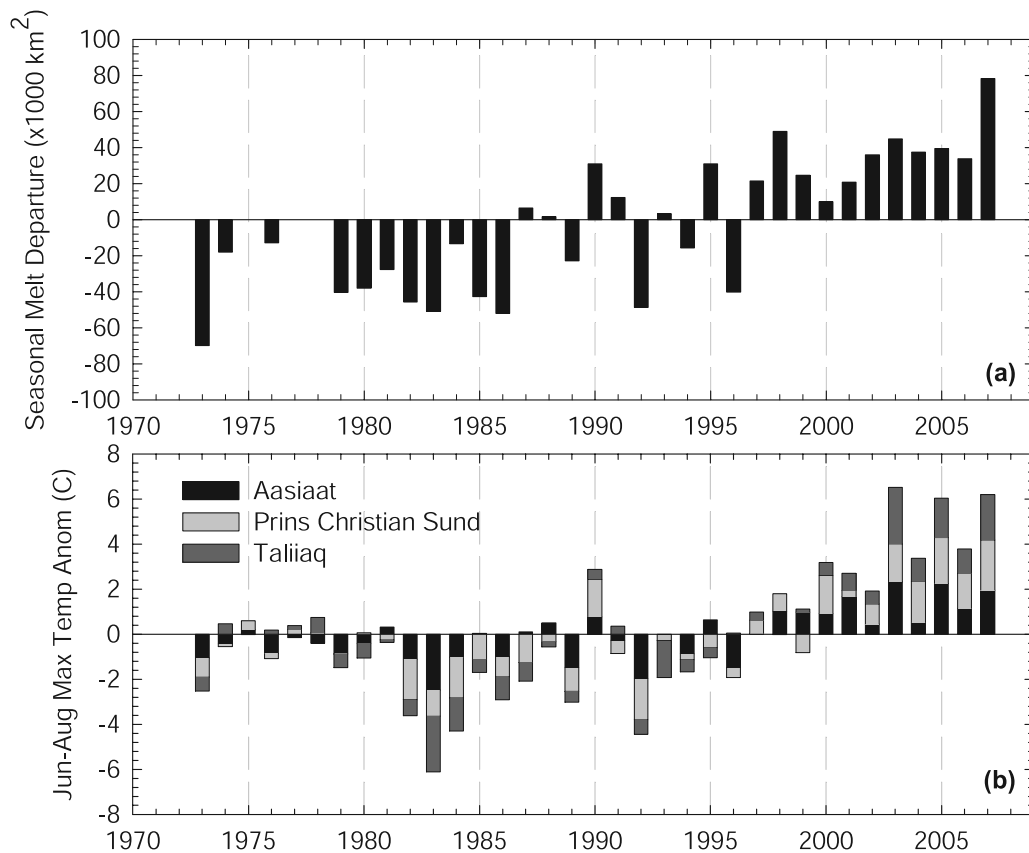 Seasonal Melt Departure (x1000 km²)
100
80
60
40
20
0
-20
-40
-60
-80
-100
(a)
1970 1975 1980 1985 1990 1995 2000 2005
Jun-Aug Max Temp Anom (C)
8
6
4
2
0
-2
-4
-6
-8
Aasiaat
Prins Christian Sund
Taliiaq
(b)
1970 1975 1980 1985 1990 1995 2000 2005